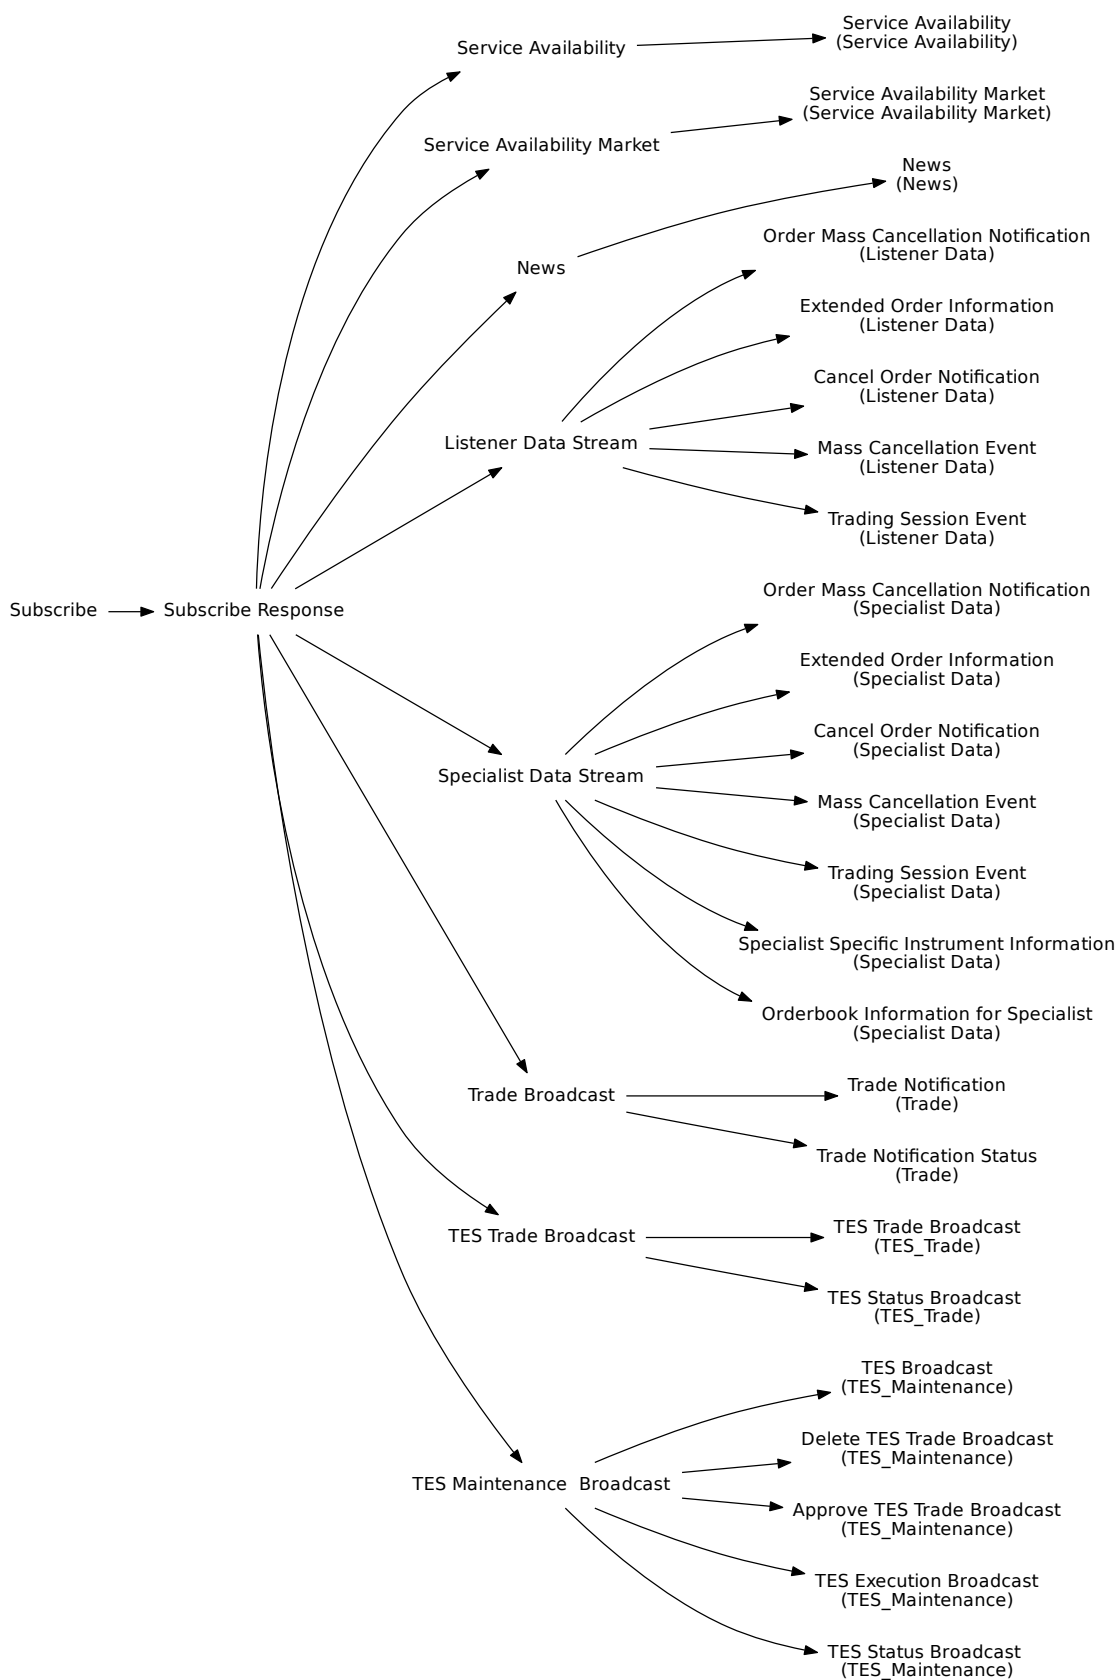 Service Availability
Service Availability
(Service Availability)
Service Availability Market
Service Availability Market
(Service Availability Market)
News
News
(News)
Listener Data Stream
Order Mass Cancellation Notification
(Listener Data)
Extended Order Information
(Listener Data)
Cancel Order Notification
(Listener Data)
Mass Cancellation Event
(Listener Data)
Trading Session Event
(Listener Data)
Subscribe
Subscribe Response
Specialist Data Stream
Order Mass Cancellation Notification
(Specialist Data)
Extended Order Information
(Specialist Data)
Cancel Order Notification
(Specialist Data)
Mass Cancellation Event
(Specialist Data)
Trading Session Event
(Specialist Data)
Specialist Specific Instrument Information
(Specialist Data)
Orderbook Information for Specialist
(Specialist Data)
Trade Broadcast
Trade Notification
(Trade)
Trade Notification Status
(Trade)
TES Trade Broadcast
TES Trade Broadcast
(TES_Trade)
TES Status Broadcast
(TES_Trade)
TES Maintenance  Broadcast
TES Broadcast
(TES_Maintenance)
Delete TES Trade Broadcast
(TES_Maintenance)
Approve TES Trade Broadcast
(TES_Maintenance)
TES Execution Broadcast
(TES_Maintenance)
TES Status Broadcast
(TES_Maintenance)